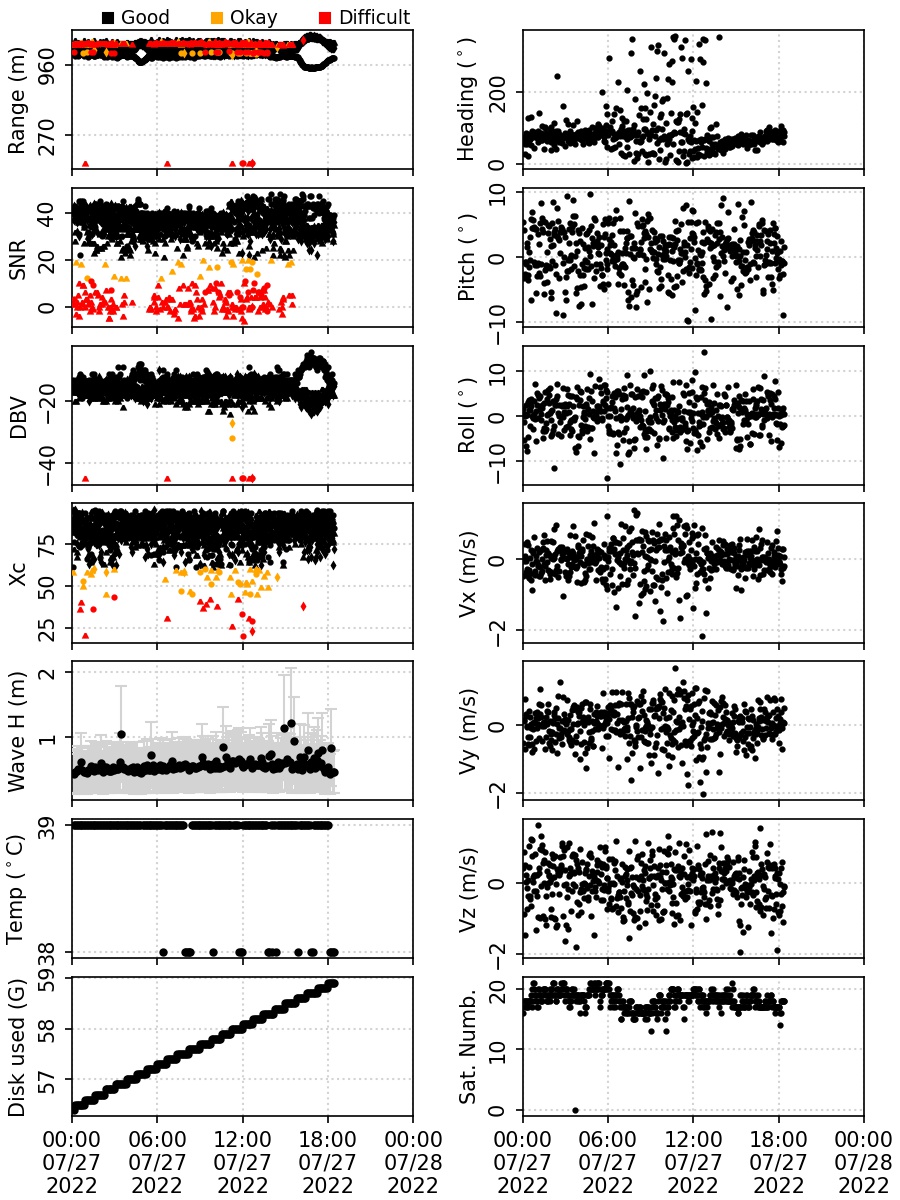 Good Okay Difficult
Range (m)
960
270
Heading (°)
200
0
SNR
40
20
0
Pitch (°)
10
0
−10
DBV
−20
−40
Roll (°)
10
0
−10
Xc
75
50
25
Vx (m/s)
0
−2
Wave H (m)
2
1
Vy (m/s)
0
−2
Temp (°C)
39
38
Vz (m/s)
0
−2
Disk used (G)
59
58
57
Sat. Numb.
20
10
0
00:00 06:00 12:00 18:00 00:00
07/27 07/27 07/27 07/27 07/28
2022 2022 2022 2022 2022
00:00 06:00 12:00 18:00 00:00
07/27 07/27 07/27 07/27 07/28
2022 2022 2022 2022 2022